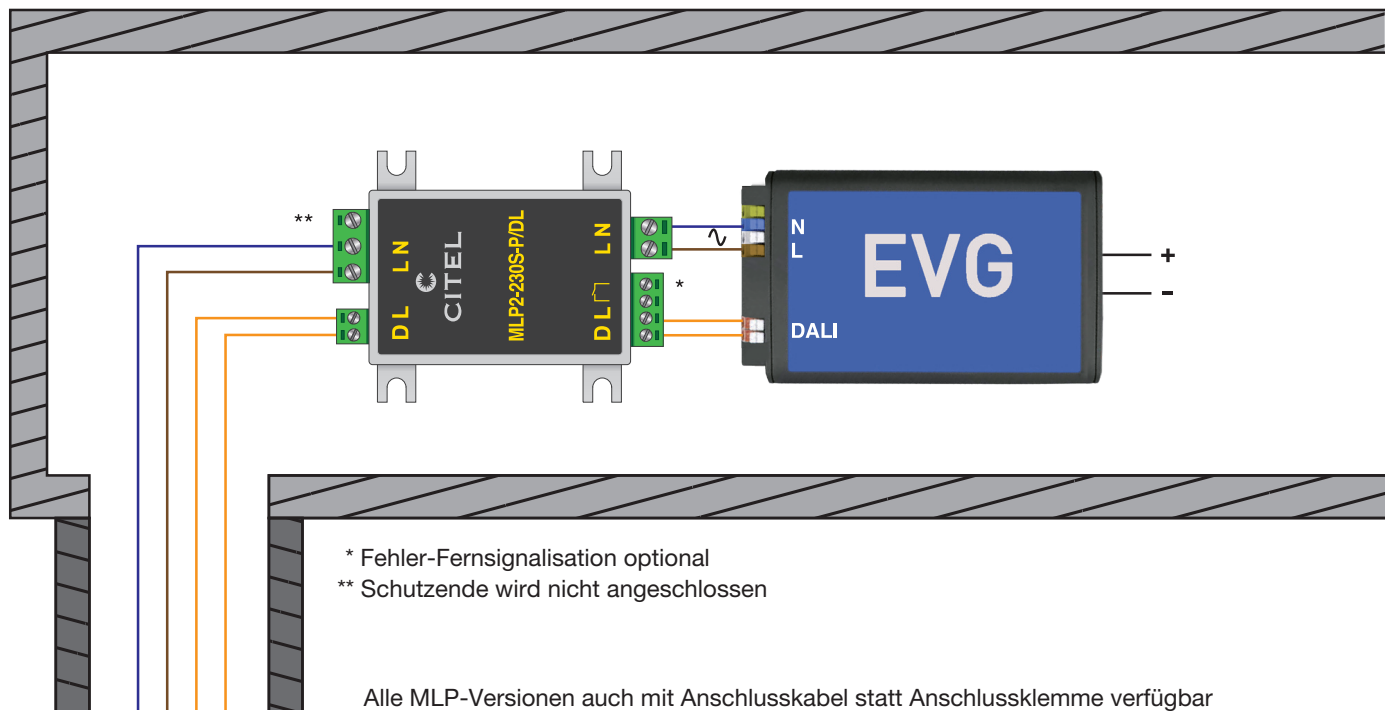 **
L N
D L
CITEL
MLP2-230S-P/DL
L N
D L
*
N
L
EVG
DALI
+
-
* Fehler-Fernsignalisation optional
** Schutzende wird nicht angeschlossen
Alle MLP-Versionen auch mit Anschlusskabel statt Anschlussklemme verfügbar